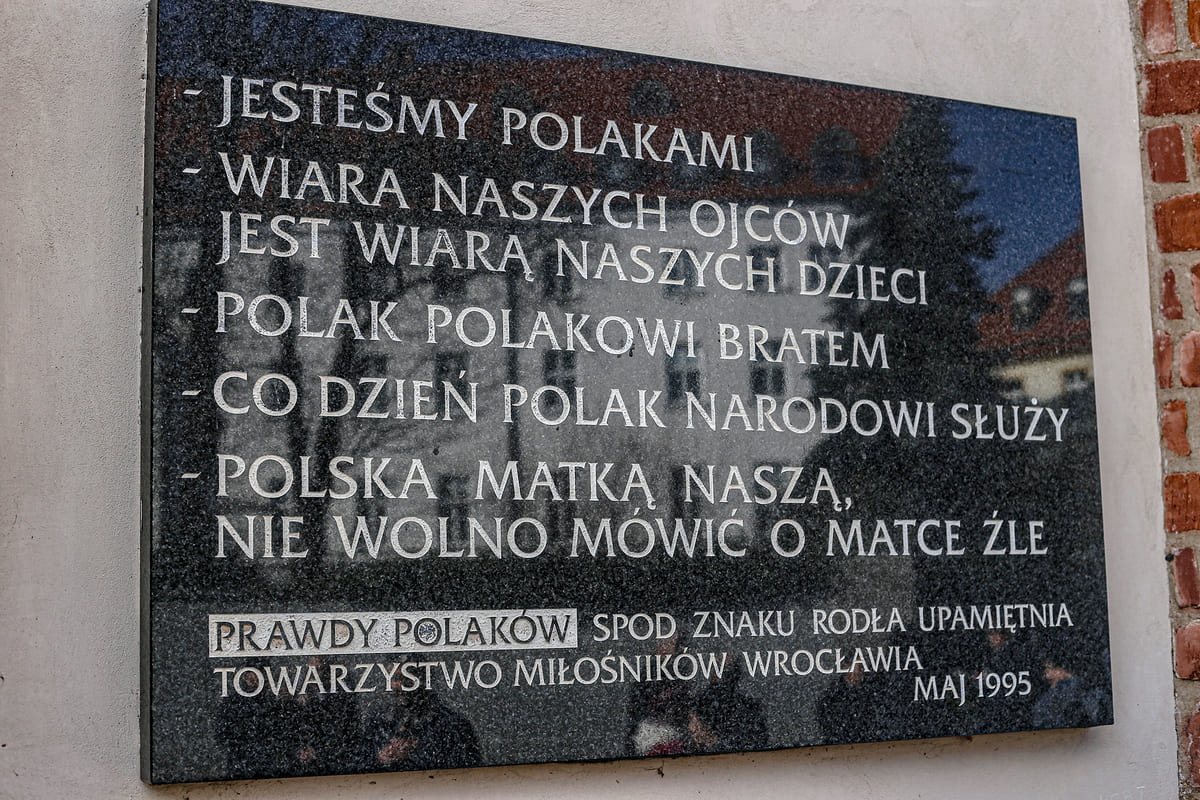 - JESTEŚMY POLAKAMI
- WIARA NASZYCH OJCÓW
JEST WIARĄ NASZYCH DZIECI
- POLAK POLAKOWI BRATEM
- CO DZIEŃ POLAK NARODOWI SŁUŻY
- POLSKA MATKĄ NASZĄ,
NIE WOLNO MÓWIĆ O MATCE ŹLE
PRAWDY POLAKÓW SPOD ZNAKU RODŁA UPAMIĘTNIA
TOWARZYSTWO MIŁOŚNIKÓW WROCŁAWIA
MAJ 1995